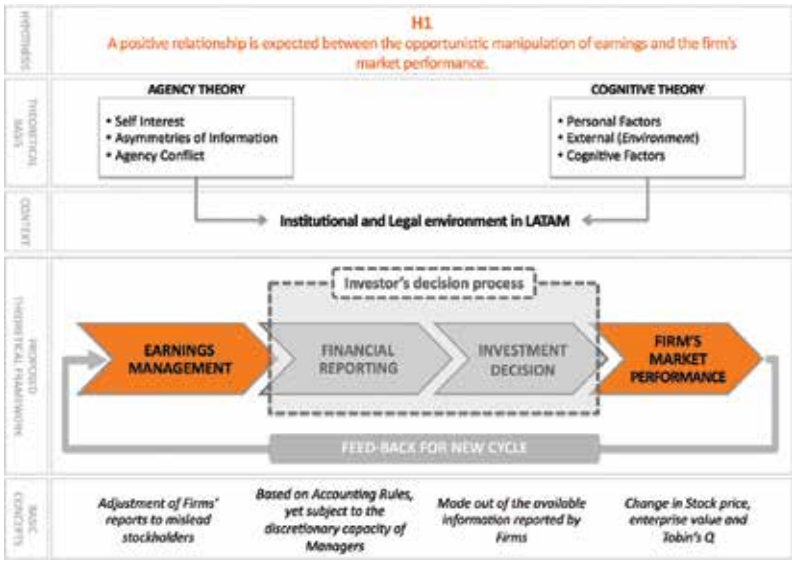 HYPOTHESIS
H1
A positive relationship is expected between the opportunistic manipulation of earnings and the firm's
market performance.
THEORETICAL
BASIS
AGENCY THEORY
• Self Interest
• Asymmetries of Information
• Agency Conflict
COGNITIVE THEORY
• Personal Factors
• External (Environment)
• Cognitive Factors
CONTEXT
Institutional and Legal environment in LATAM
PROPOSED
THEORETICAL FRAMEWORK
Investor's decision process
EARNINGS
MANAGEMENT
FINANCIAL
REPORTING
INVESTMENT
DECISION
FIRM'S
MARKET
PERFORMANCE
FEED-BACK FOR NEW CYCLE
BASIC
CONCEPTS
Adjustment of Firms'
reports to mislead
stockholders
Based on Accounting Rules,
yet subject to the
discretionary capacity of
Managers
Made out of the available
information reported by
Firms
Change in Stock price,
enterprise value and
Tobin's Q